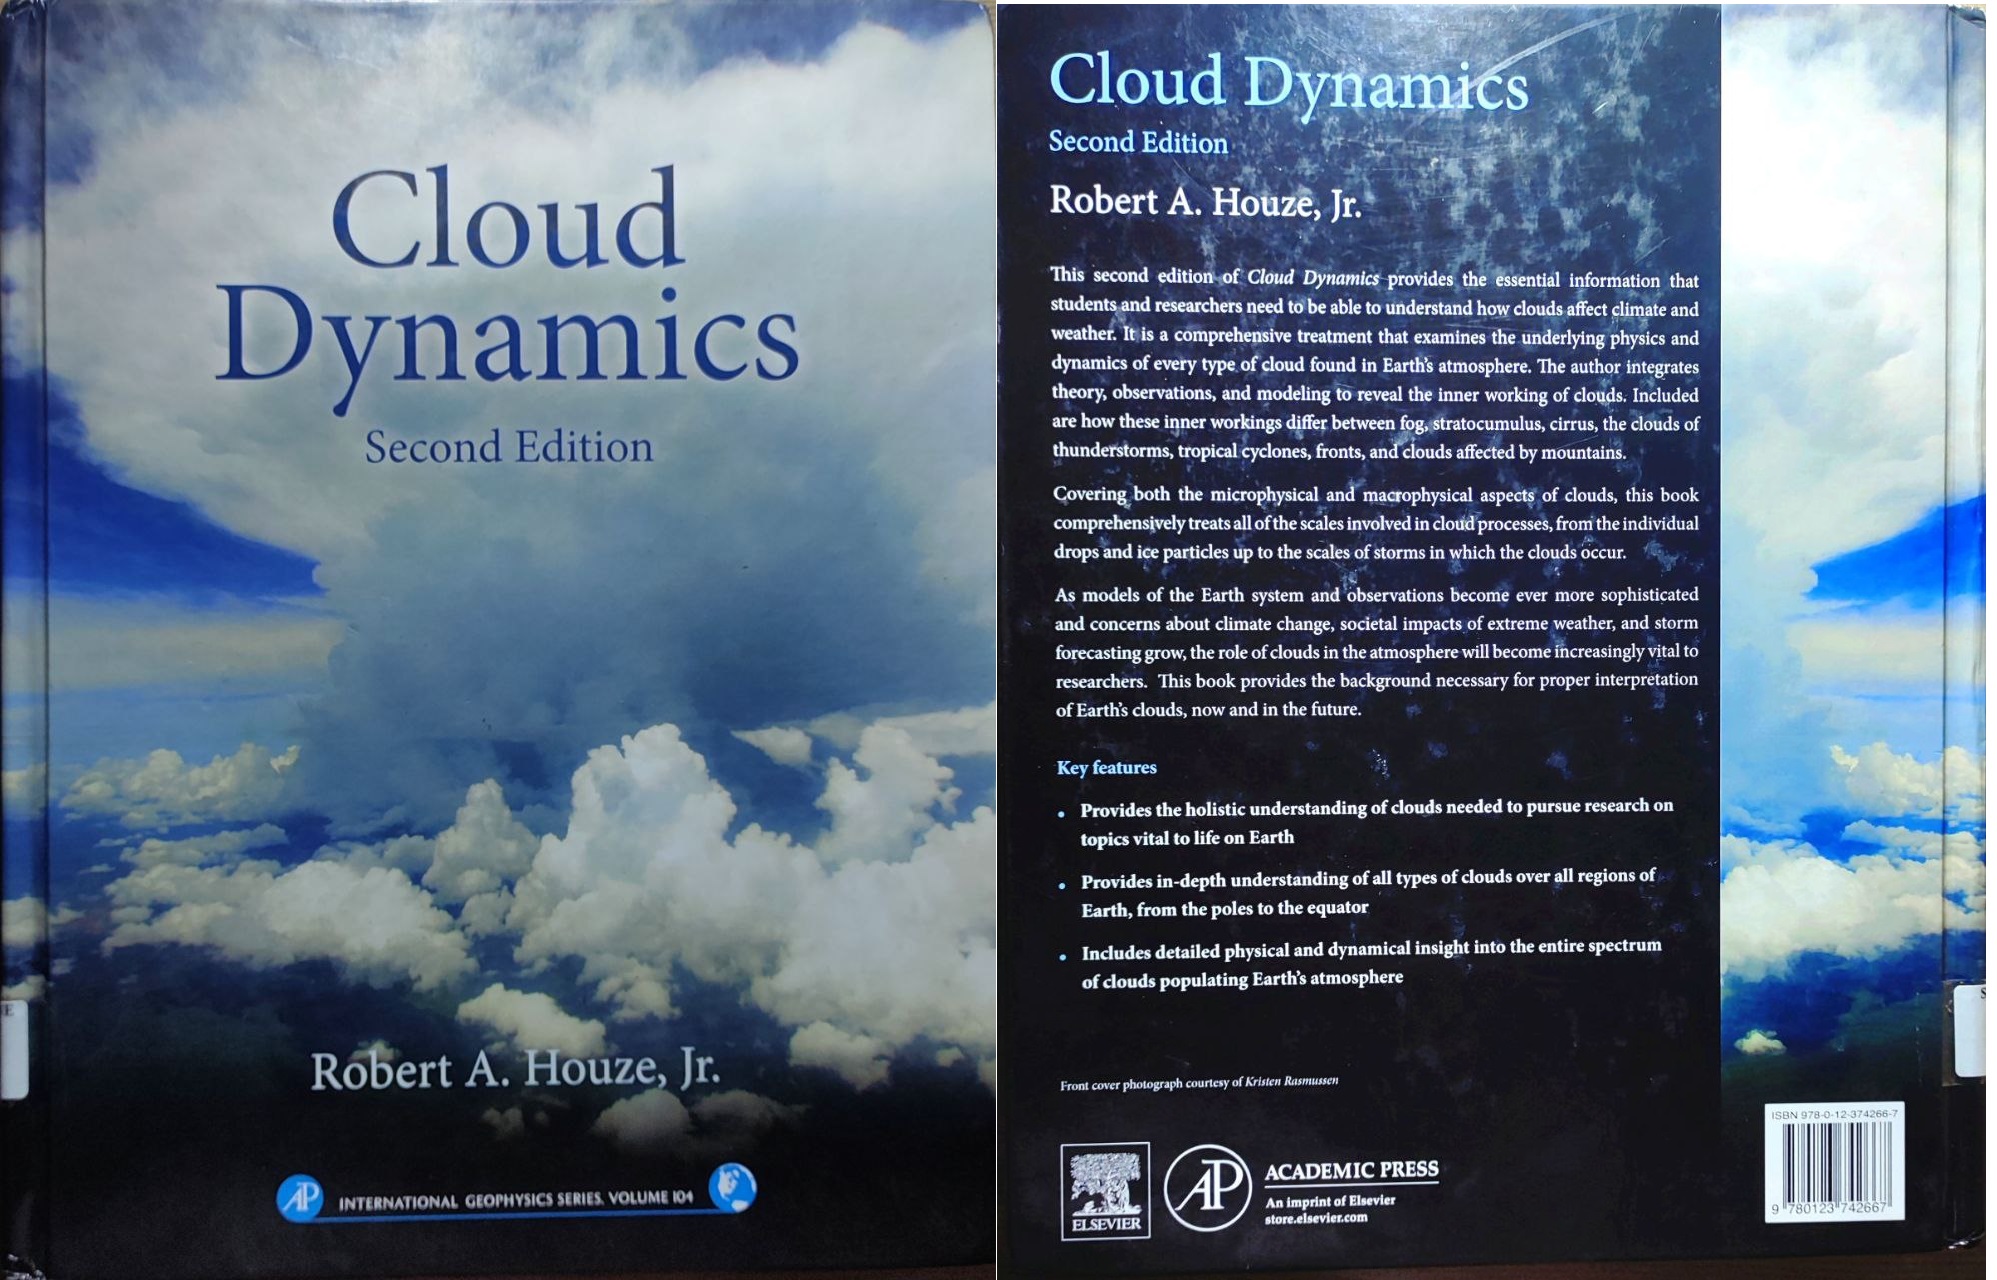 Cloud
Dynamics
Second Edition
Robert A. Houze, Jr.
AP
INTERNATIONAL GEOPHYSICS SERIES, VOLUME 104
Cloud Dynamics
Second Edition
Robert A. Houze, Jr.
This second edition of Cloud Dynamics provides the essential information that
students and researchers need to be able to understand how clouds affect climate and
weather. It is a comprehensive treatment that examines the underlying physics and
dynamics of every type of cloud found in Earth's atmosphere. The author integrates
theory, observations, and modeling to reveal the inner working of clouds. Included
are how these inner workings differ between fog, stratocumulus, cirrus, the clouds of
thunderstorms, tropical cyclones, fronts, and clouds affected by mountains.
Covering both the microphysical and macrophysical aspects of clouds, this book
comprehensively treats all of the scales involved in cloud processes, from the individual
drops and ice particles up to the scales of storms in which the clouds occur.
As models of the Earth system and observations become ever more sophisticated
and concerns about climate change, societal impacts of extreme weather, and storm
forecasting grow, the role of clouds in the atmosphere will become increasingly vital to
researchers. This book provides the background necessary for proper interpretation
of Earth's clouds, now and in the future.
Key features
• Provides the holistic understanding of clouds needed to pursue research on
topics vital to life on Earth
• Provides in-depth understanding of all types of clouds over all regions of
Earth, from the poles to the equator
• Includes detailed physical and dynamical insight into the entire spectrum
of clouds populating Earth's atmosphere
Front cover photograph courtesy of Kristen Rasmussen
ELSEVIER
AP
ACADEMIC PRESS
An imprint of Elsevier
store.elsevier.com
ISBN 978-0-12-374266-7
9 780123 742667